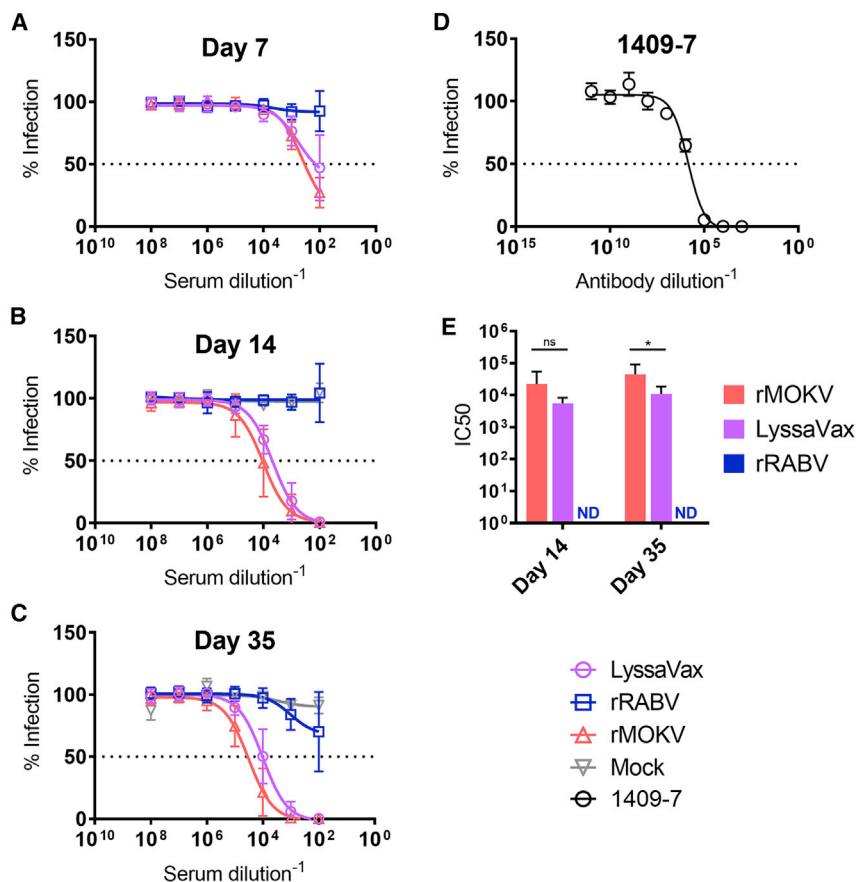 A
Day 7
150
100
50
0
% Infection
10^10 10^8 10^6 10^4 10^2 10^0
Serum dilution^-1
B
Day 14
150
100
50
0
% Infection
10^10 10^8 10^6 10^4 10^2 10^0
Serum dilution^-1
C
Day 35
150
100
50
0
% Infection
10^10 10^8 10^6 10^4 10^2 10^0
Serum dilution^-1
D
1409-7
150
100
50
0
% Infection
10^15 10^10 10^5 10^0
Antibody dilution^-1
E
10^6
10^5
10^4
10^3
10^2
10^1
10^0
IC50
ns
*
ND
ND
Day 14
Day 35
rMOKV
LyssaVax
rRABV
LyssaVax
rRABV
rMOKV
Mock
1409-7